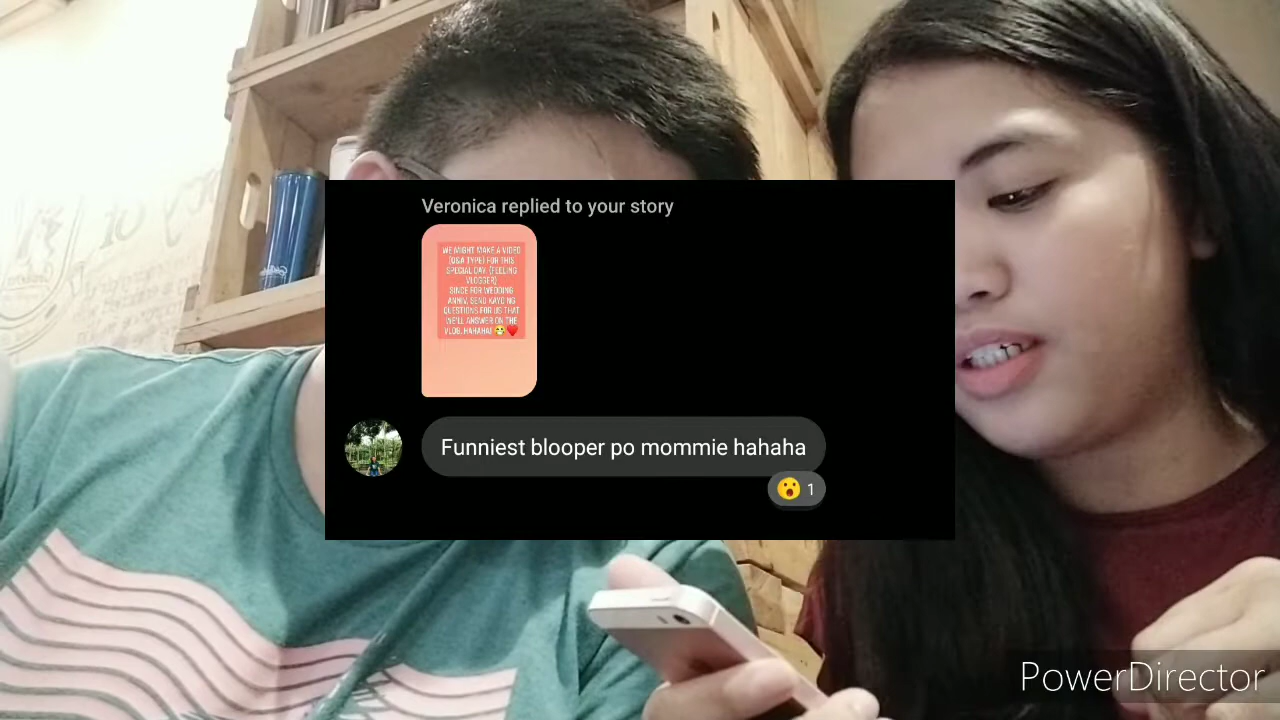 Veronica replied to your story
WE MIGHT MAKE A VIDEO
(Q&A TYPE) FOR THIS
SPECIAL DAY. (FEELING
VLOGGER)
SINCE FOR WEDDING
ANNIV, SEND KAYO NG
QUESTIONS FOR US THAT
WE'LL ANSWER ON THE
VLOG. HAHAHA! 🤭❤️
Funniest blooper po mommie hahaha
😮 1
PowerDirector